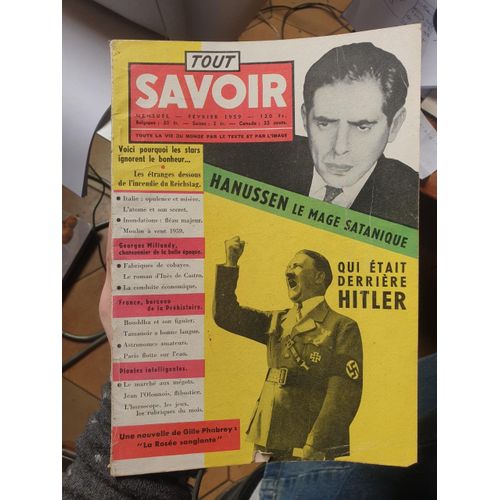 TOUT
SAVOIR
MENSUEL — FEVRIER 1959 — 120 Fr.
Belgique : 20 fr. — Suisse : 2 fr. — Canada : 35 cents.
TOUTE LA VIE DU MONDE PAR LE TEXTE ET PAR L'IMAGE
Voici pourquoi les stars
ignorent le bonheur...
Les étranges dessous
de l'incendie du Reichstag.
Italie : opulence et misère.
L'atome et son secret.
Inondations : fléau majeur.
Moulin à vent 1959.
Georges Millandy,
chansonnier de la belle époque.
Fabriques de cobayes.
Le roman d'Inès de Castro.
La conduite économique.
France, berceau
de la Préhistoire.
Bouddha et son figuier.
Tamanoir a bonne langue.
Astronomes amateurs.
Paris flotte sur l'eau.
Plantes intelligentes.
Le marché aux mégots.
Jean l'Olonnois, flibustier.
L'horoscope, les jeux,
les rubriques du mois.
Une nouvelle de Gille Phabrey :
"La Rosée sanglante"
HANUSSEN LE MAGE SATANIQUE
QUI ÉTAIT
DERRIÈRE
HITLER